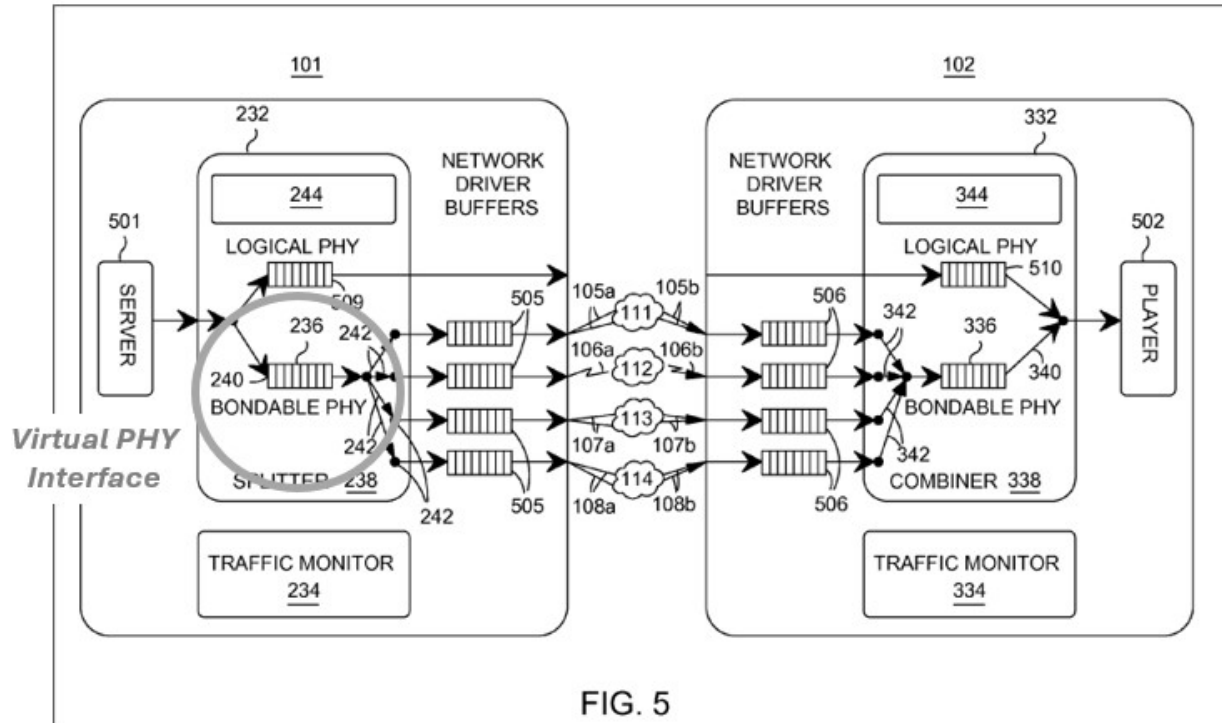 101
102
232
332
NETWORK
DRIVER
BUFFERS
NETWORK
DRIVER
BUFFERS
244
344
501
502
LOGICAL PHY
LOGICAL PHY
SERVER
PLAYER
509
510
505
105a
111
105b
506
342
236
242
336
106a
112
106b
240
340
BONDABLE PHY
BONDABLE PHY
113
Virtual PHY
Interface
242
107a
107b
342
114
SPLITTER 238
242
505
108a
108b
506
COMBINER 338
TRAFFIC MONITOR
234
TRAFFIC MONITOR
334
FIG. 5